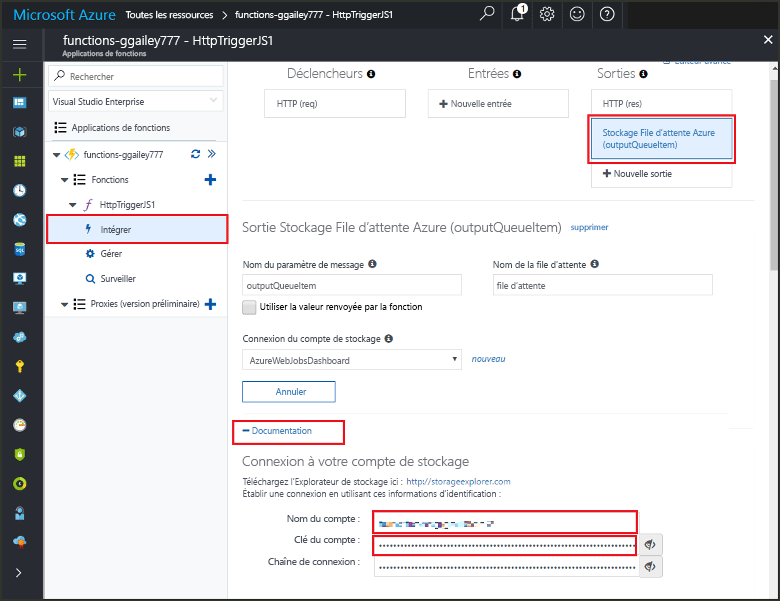 Microsoft Azure Toutes les ressources > functions-ggailey777 - HttpTriggerJS1
1
functions-ggailey777 - HttpTriggerJS1
Applications de fonctions
Rechercher
Visual Studio Enterprise
Applications de fonctions
functions-ggailey777
Fonctions
HttpTriggerJS1
Intégrer
Gérer
Surveiller
Proxies (version préliminaire)
Éditeur avancé
Déclencheurs
Entrées
Sorties
HTTP (req)
Nouvelle entrée
HTTP (res)
Stockage File d'attente Azure
(outputQueueItem)
Nouvelle sortie
Sortie Stockage File d'attente Azure (outputQueueItem) supprimer
Nom du paramètre de message
Nom de la file d'attente
outputQueueItem
file d'attente
Utiliser la valeur renvoyée par la fonction
Connexion du compte de stockage
AzureWebJobsDashboard
nouveau
Annuler
Documentation
Connexion à votre compte de stockage
Téléchargez l'Explorateur de stockage ici : http://storageexplorer.com
Établir une connexion en utilisant ces informations d'identification :
Nom du compte :
Clé du compte :
Chaîne de connexion :